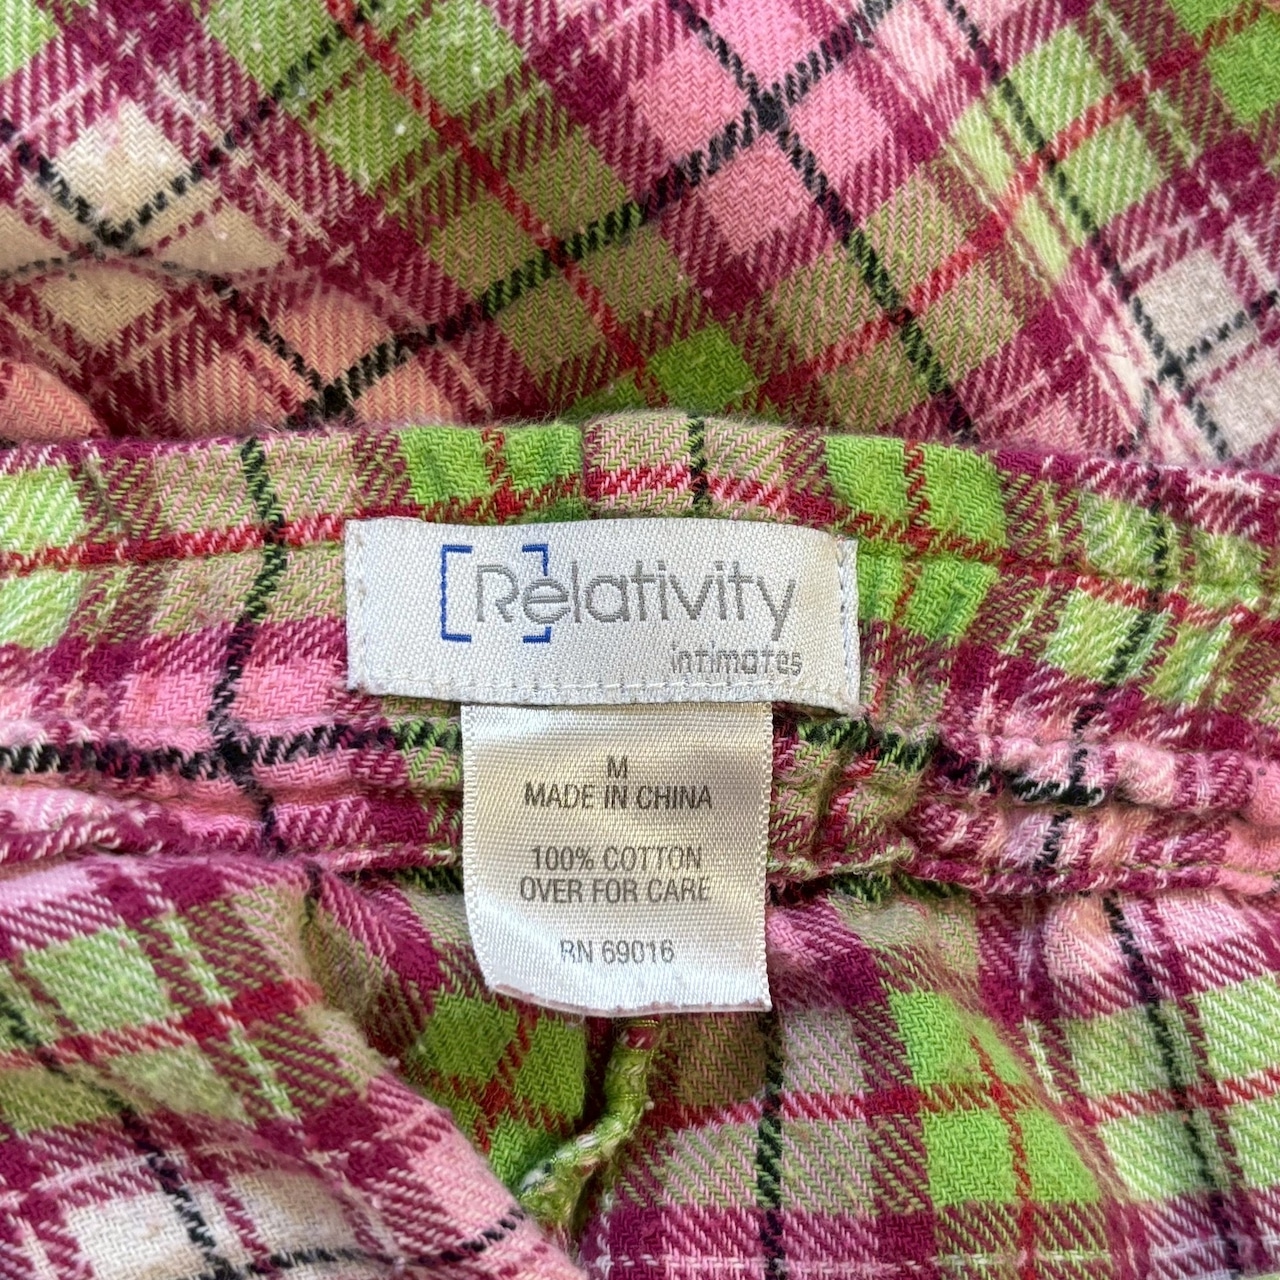 [Relativity]
intimates
M
MADE IN CHINA
100% COTTON
OVER FOR CARE
RN 69016